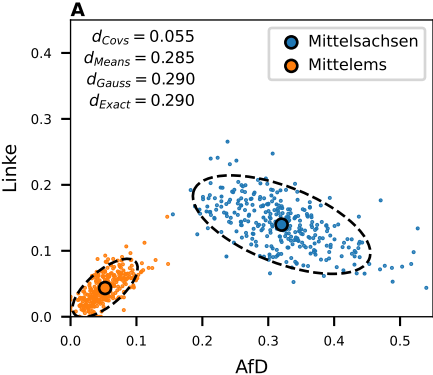 A
d_Covs = 0.055
d_Means = 0.285
d_Gauss = 0.290
d_Exact = 0.290
Mittelsachsen
Mittelems
Linke
0.4
0.3
0.2
0.1
0.0
0.0 0.1 0.2 0.3 0.4 0.5
AfD